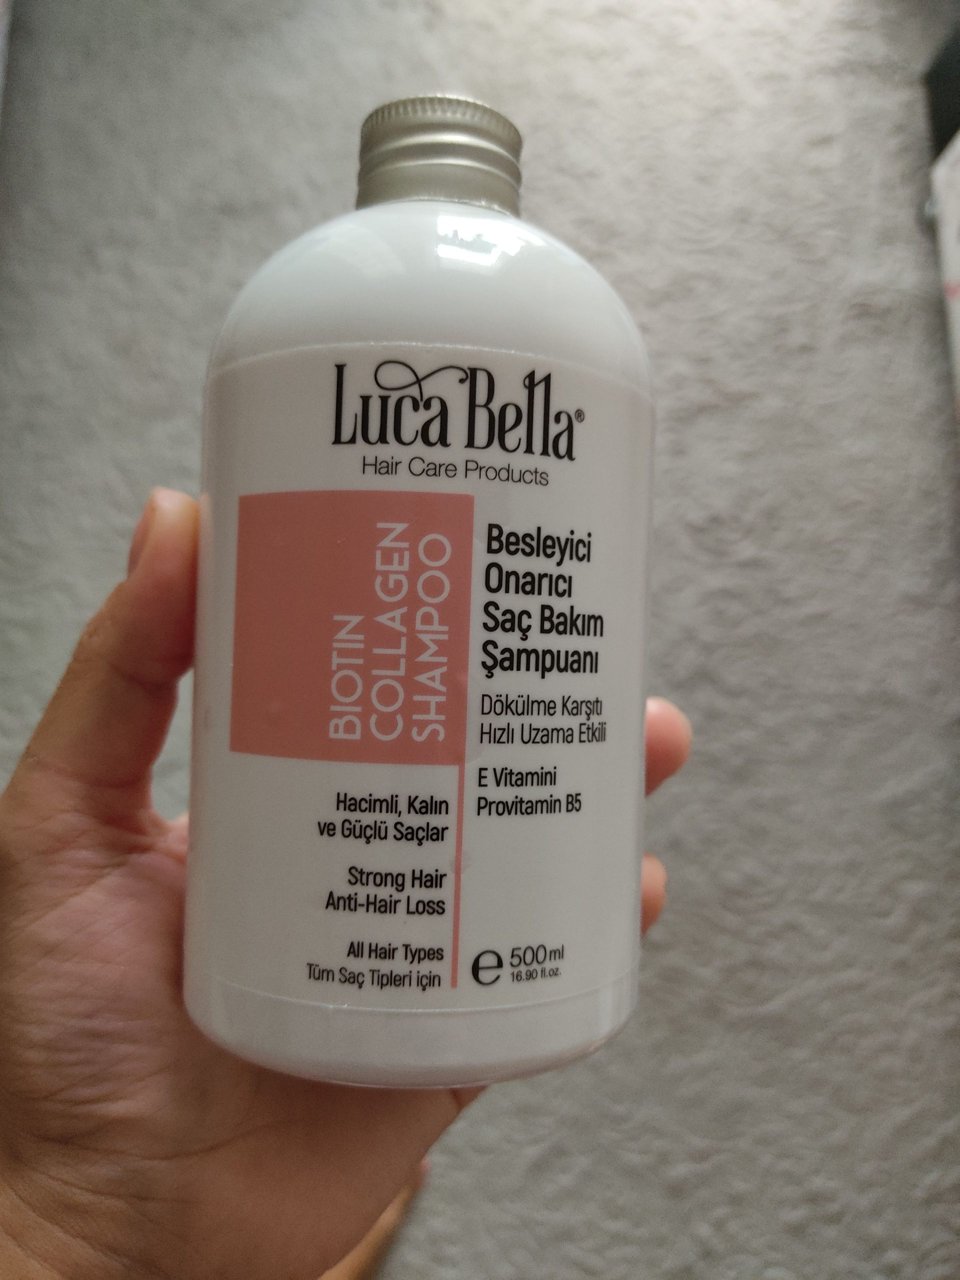 Luca Bella®
Hair Care Products
BIOTIN
COLLAGEN
SHAMPOO
Besleyici
Onarıcı
Saç Bakım
Şampuanı
Dökülme Karşıtı
Hızlı Uzama Etkili
E Vitamini
Provitamin B5
Hacimli, Kalın
ve Güçlü Saçlar
Strong Hair
Anti-Hair Loss
All Hair Types
Tüm Saç Tipleri için
e 500 ml
16.90 fl.oz.